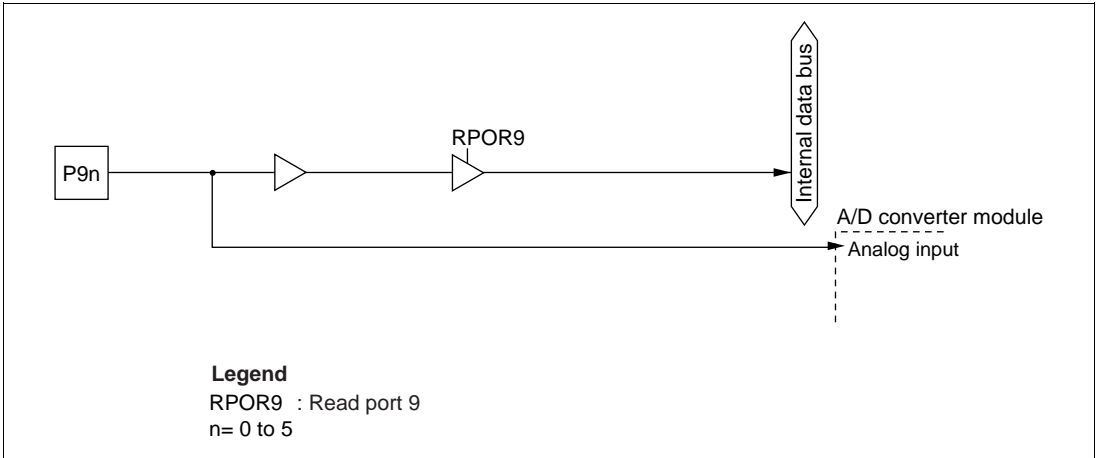 Internal data bus
RPOR9
P9n
A/D converter module
Analog input
Legend
RPOR9 : Read port 9
n= 0 to 5